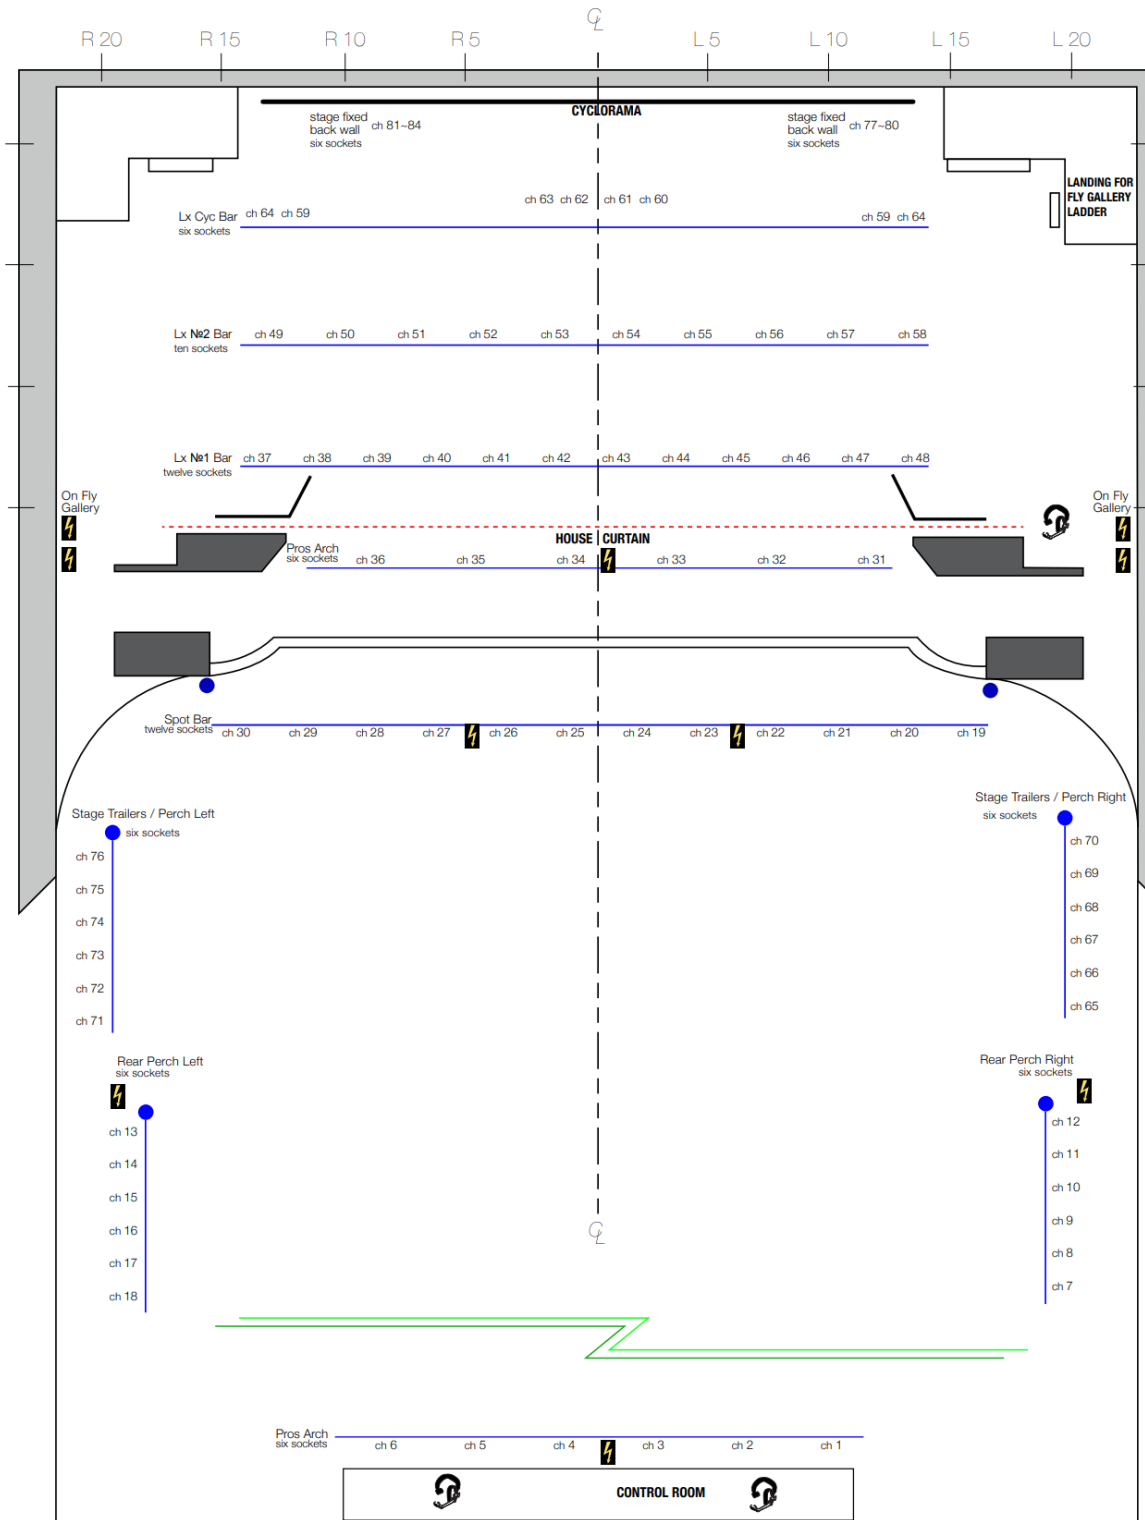 ℄
R 20 R 15 R 10 R 5 L 5 L 10 L 15 L 20
CYCLORAMA
stage fixed
back wall ch 81~84
six sockets
stage fixed
back wall ch 77~80
six sockets
LANDING FOR
FLY GALLERY
LADDER
ch 63 ch 62 ch 61 ch 60
Lx Cyc Bar ch 64 ch 59 ch 59 ch 64
six sockets
Lx №2 Bar ch 49 ch 50 ch 51 ch 52 ch 53 ch 54 ch 55 ch 56 ch 57 ch 58
ten sockets
Lx №1 Bar ch 37 ch 38 ch 39 ch 40 ch 41 ch 42 ch 43 ch 44 ch 45 ch 46 ch 47 ch 48
twelve sockets
On Fly
Gallery
On Fly
Gallery
HOUSE CURTAIN
Pros Arch
six sockets
ch 36 ch 35 ch 34 ch 33 ch 32 ch 31
Spot Bar
twelve sockets
ch 30 ch 29 ch 28 ch 27 ch 26 ch 25 ch 24 ch 23 ch 22 ch 21 ch 20 ch 19
Stage Trailers / Perch Left
six sockets
ch 76
ch 75
ch 74
ch 73
ch 72
ch 71
Stage Trailers / Perch Right
six sockets
ch 70
ch 69
ch 68
ch 67
ch 66
ch 65
Rear Perch Left
six sockets
ch 13
ch 14
ch 15
ch 16
ch 17
ch 18
Rear Perch Right
six sockets
ch 12
ch 11
ch 10
ch 9
ch 8
ch 7
℄
Pros Arch
six sockets
ch 6 ch 5 ch 4 ch 3 ch 2 ch 1
CONTROL ROOM